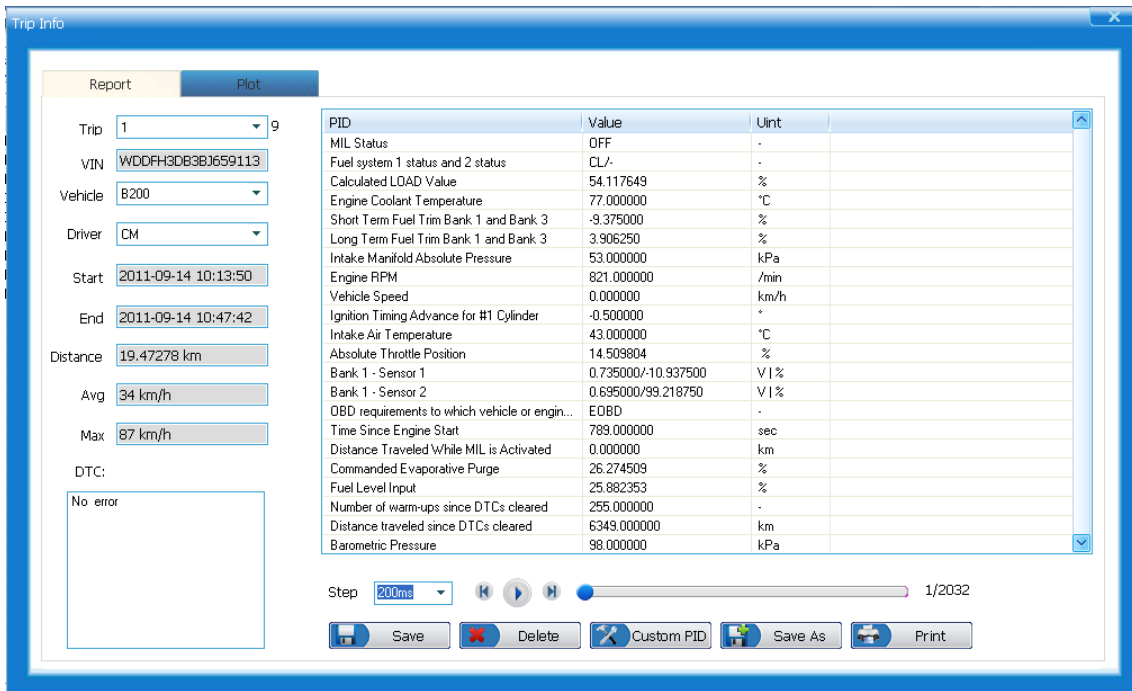 Trip Info
Report Plot
Trip 1 9
VIN WDDFH3DB3BJ659113
Vehicle B200
Driver CM
Start 2011-09-14 10:13:50
End 2011-09-14 10:47:42
Distance 19.47278 km
Avg 34 km/h
Max 87 km/h
DTC:
No error
PID Value Uint
MIL Status OFF -
Fuel system 1 status and 2 status CL/- -
Calculated LOAD Value 54.117649 %
Engine Coolant Temperature 77.000000 °C
Short Term Fuel Trim Bank 1 and Bank 3 -9.375000 %
Long Term Fuel Trim Bank 1 and Bank 3 3.906250 %
Intake Manifold Absolute Pressure 53.000000 kPa
Engine RPM 821.000000 /min
Vehicle Speed 0.000000 km/h
Ignition Timing Advance for #1 Cylinder -0.500000 °
Intake Air Temperature 43.000000 °C
Absolute Throttle Position 14.509804 %
Bank 1 - Sensor 1 0.735000/-10.937500 V | %
Bank 1 - Sensor 2 0.695000/99.218750 V | %
OBD requirements to which vehicle or engin... EOBD -
Time Since Engine Start 789.000000 sec
Distance Traveled While MIL is Activated 0.000000 km
Commanded Evaporative Purge 26.274509 %
Fuel Level Input 25.882353 %
Number of warm-ups since DTCs cleared 255.000000 -
Distance traveled since DTCs cleared 6349.000000 km
Barometric Pressure 98.000000 kPa
Step 200ms 1/2032
Save Delete Custom PID Save As Print